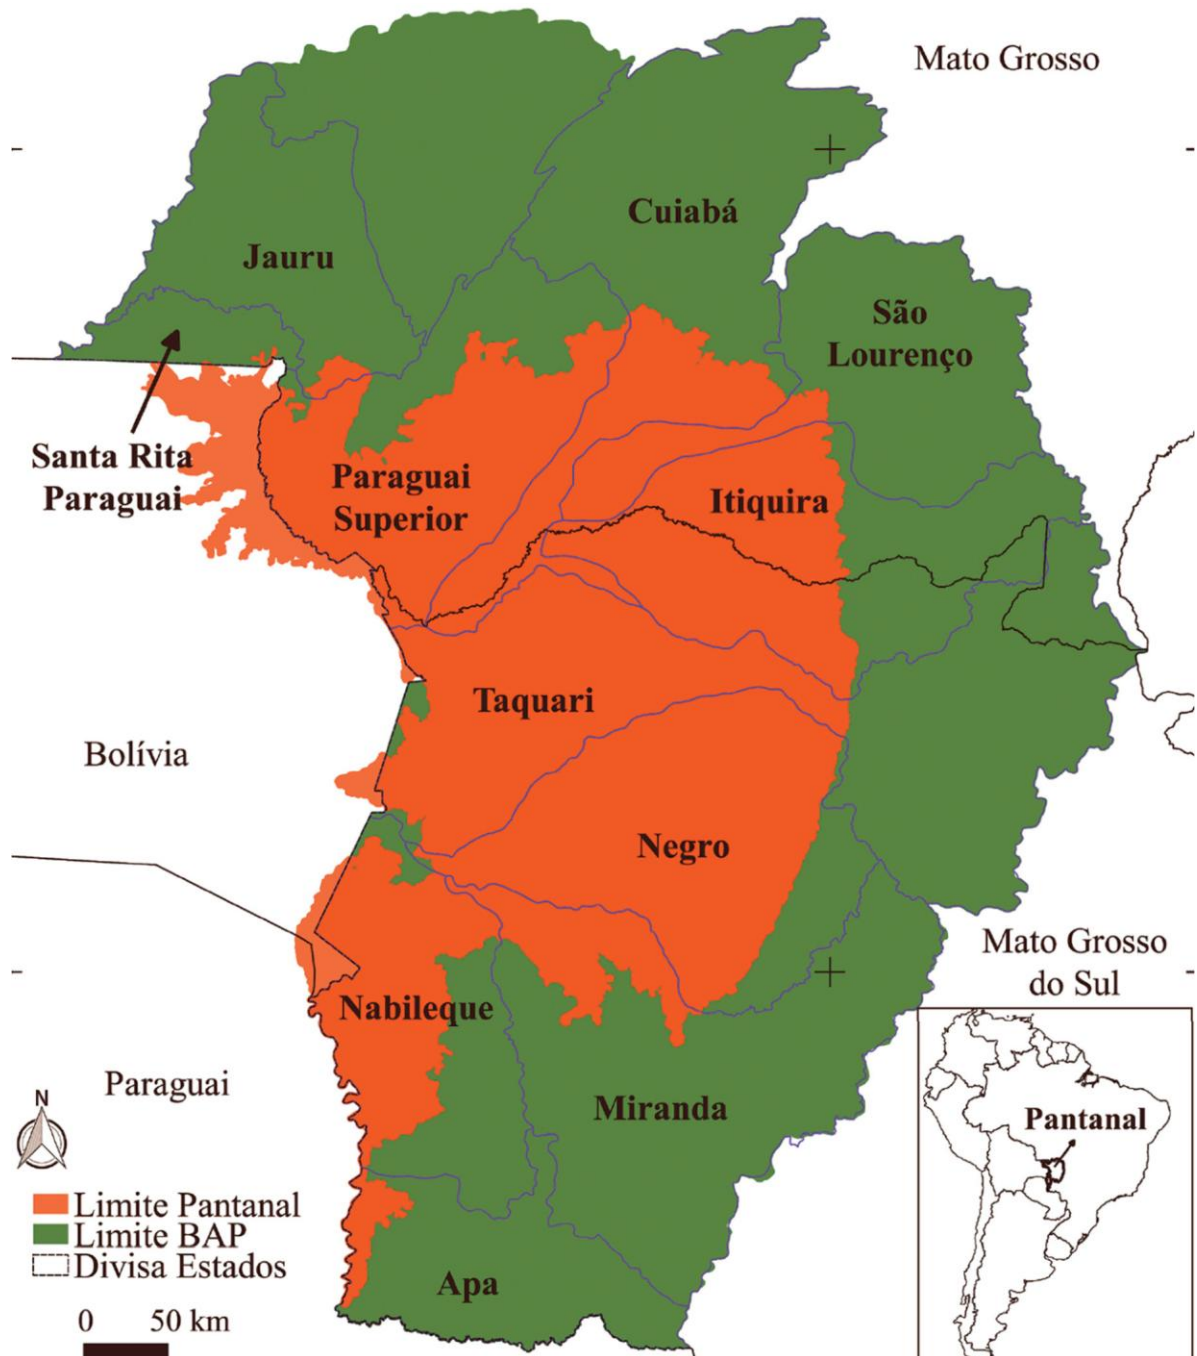 Mato Grosso
Cuiabá
Jauru
São
Lourenço
Santa Rita
Paraguai
Paraguai
Superior
Itiquira
Taquari
Bolívia
Negro
Mato Grosso
do Sul
Nabileque
Paraguai
Miranda
Pantanal
N
Limite Pantanal
Limite BAP
Divisa Estados
Apa
0 50 km